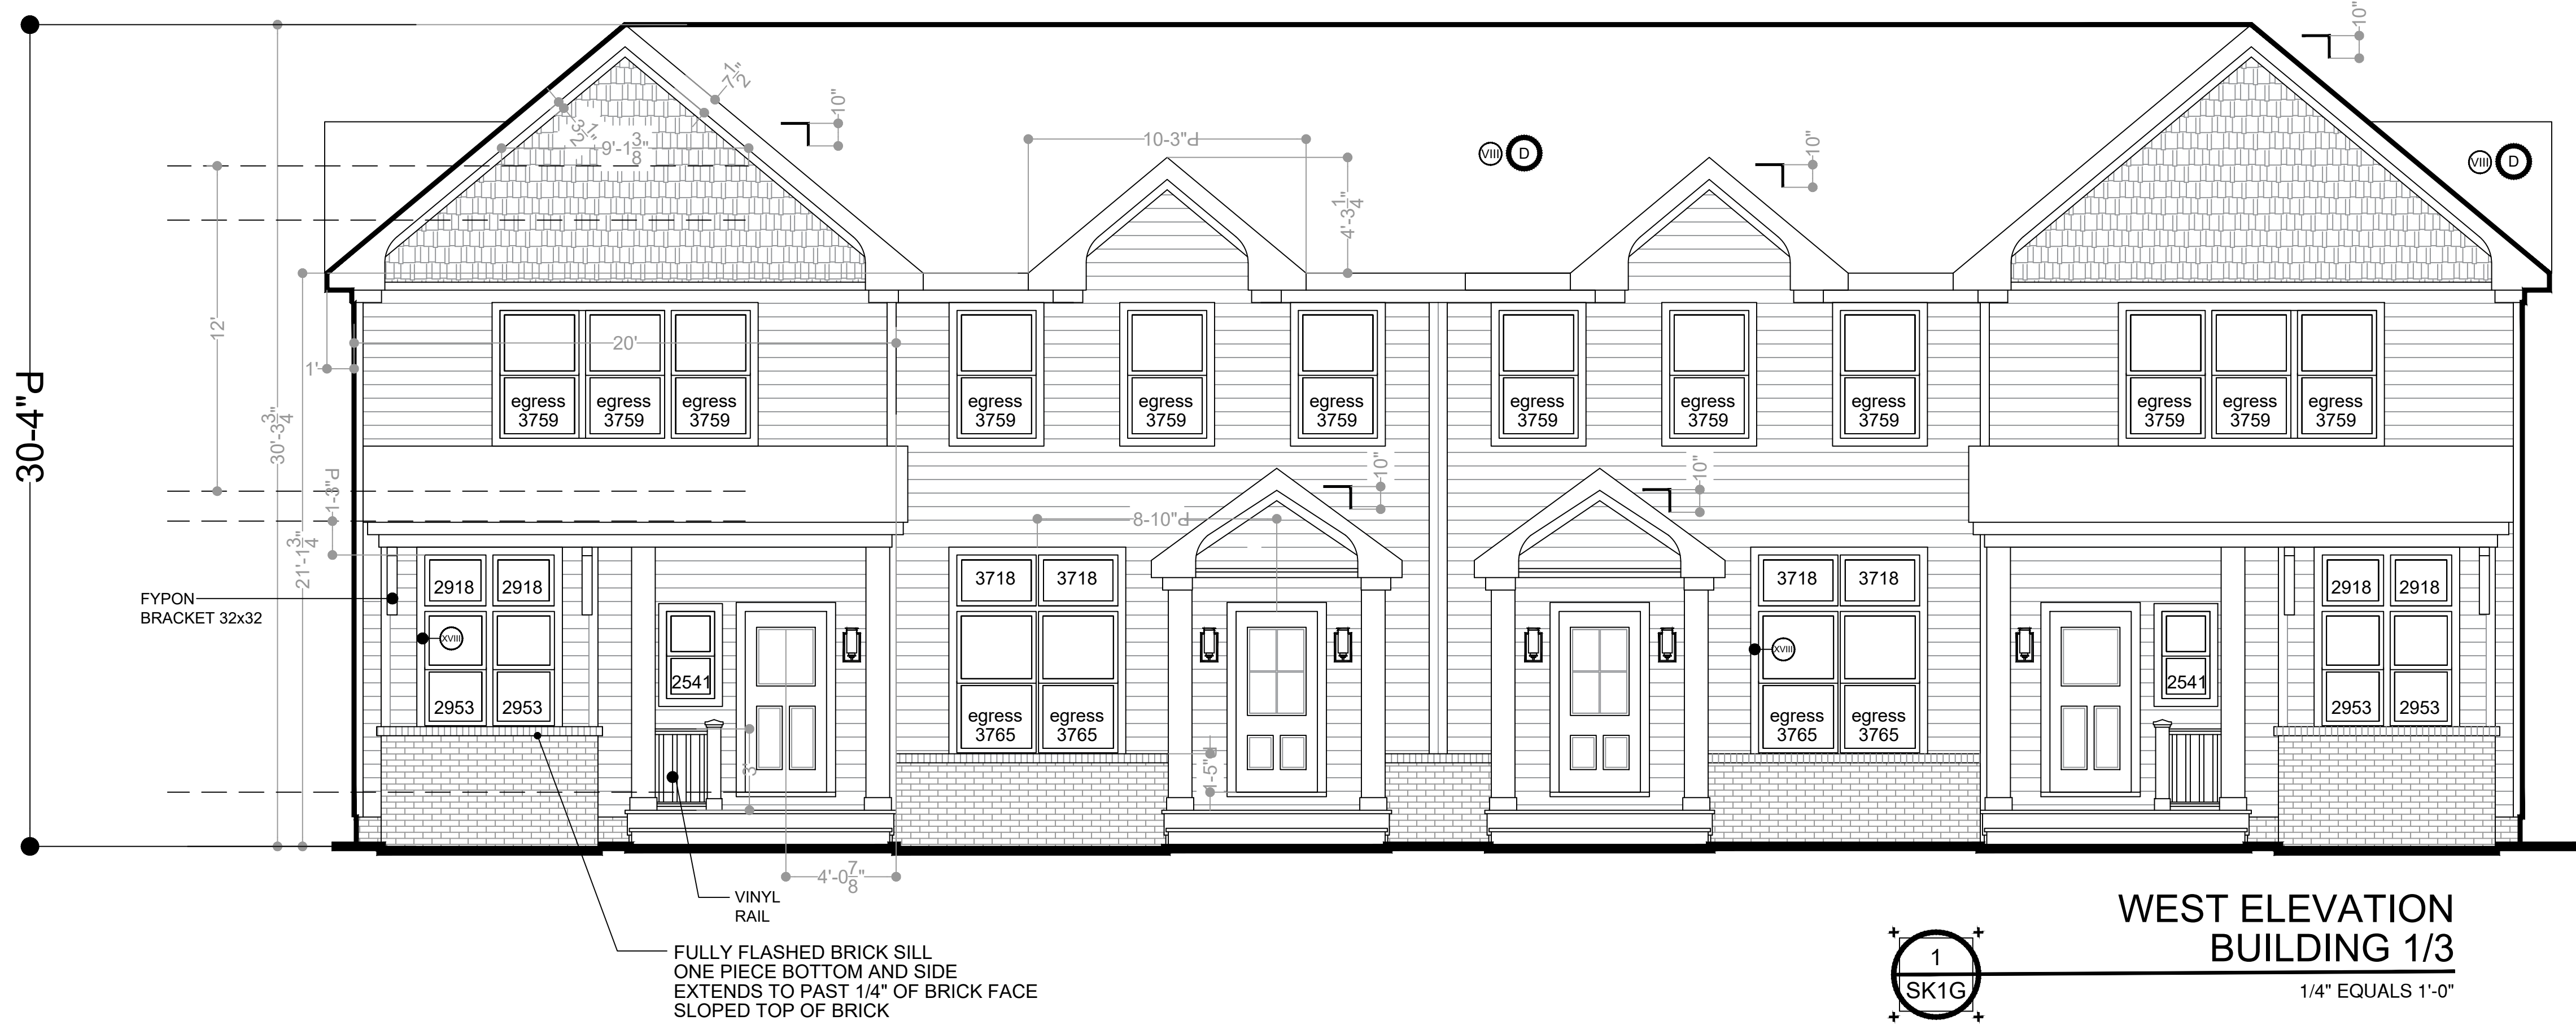 10"
7 1/2"
10"
3 1/2"
9'-1 3/8"
10-3"P
VIII D
10"
VIII D
4'-3 1/4"
12'
20'
1'
30-4"P
30'-3 3/4"
egress egress egress egress egress egress egress egress egress egress egress egress
3759 3759 3759 3759 3759 3759 3759 3759 3759 3759 3759 3759
1-3"P
10"
10"
8-10"P
21'-1 3/4"
2918 2918 3718 3718 3718 3718 2918 2918
FYPON
BRACKET 32x32
XVIII XVIII
2541 2541
2953 2953 2953 2953
egress egress egress egress
3765 3765 3765 3765
3'
1-5"P
4'-0 7/8"
VINYL
RAIL
FULLY FLASHED BRICK SILL
ONE PIECE BOTTOM AND SIDE
EXTENDS TO PAST 1/4" OF BRICK FACE
SLOPED TOP OF BRICK
WEST ELEVATION
BUILDING 1/3
1
SK1G
1/4" EQUALS 1'-0"